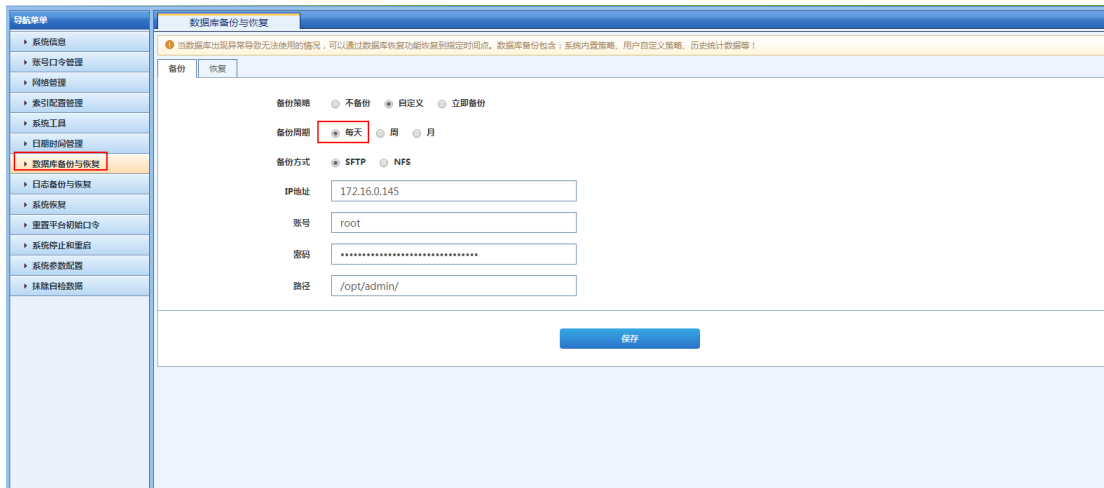 导航菜单
系统信息
账号口令管理
网络管理
索引配置管理
系统工具
日期时间管理
数据库备份与恢复
日志备份与恢复
系统恢复
重置平台初始口令
系统停止和重启
系统参数配置
抹除自检数据
数据库备份与恢复
当数据库出现异常导致无法使用的情况，可以通过数据库恢复功能恢复到指定时间点。数据库备份包含：系统内置策略、用户自定义策略、历史统计数据等！
备份 恢复
备份策略 不备份 自定义 立即备份
备份周期 每天 周 月
备份方式 SFTP NFS
IP地址 172.16.0.145
账号 root
密码 ••••••••••••••••••••••••••••••••
路径 /opt/admin/
保存